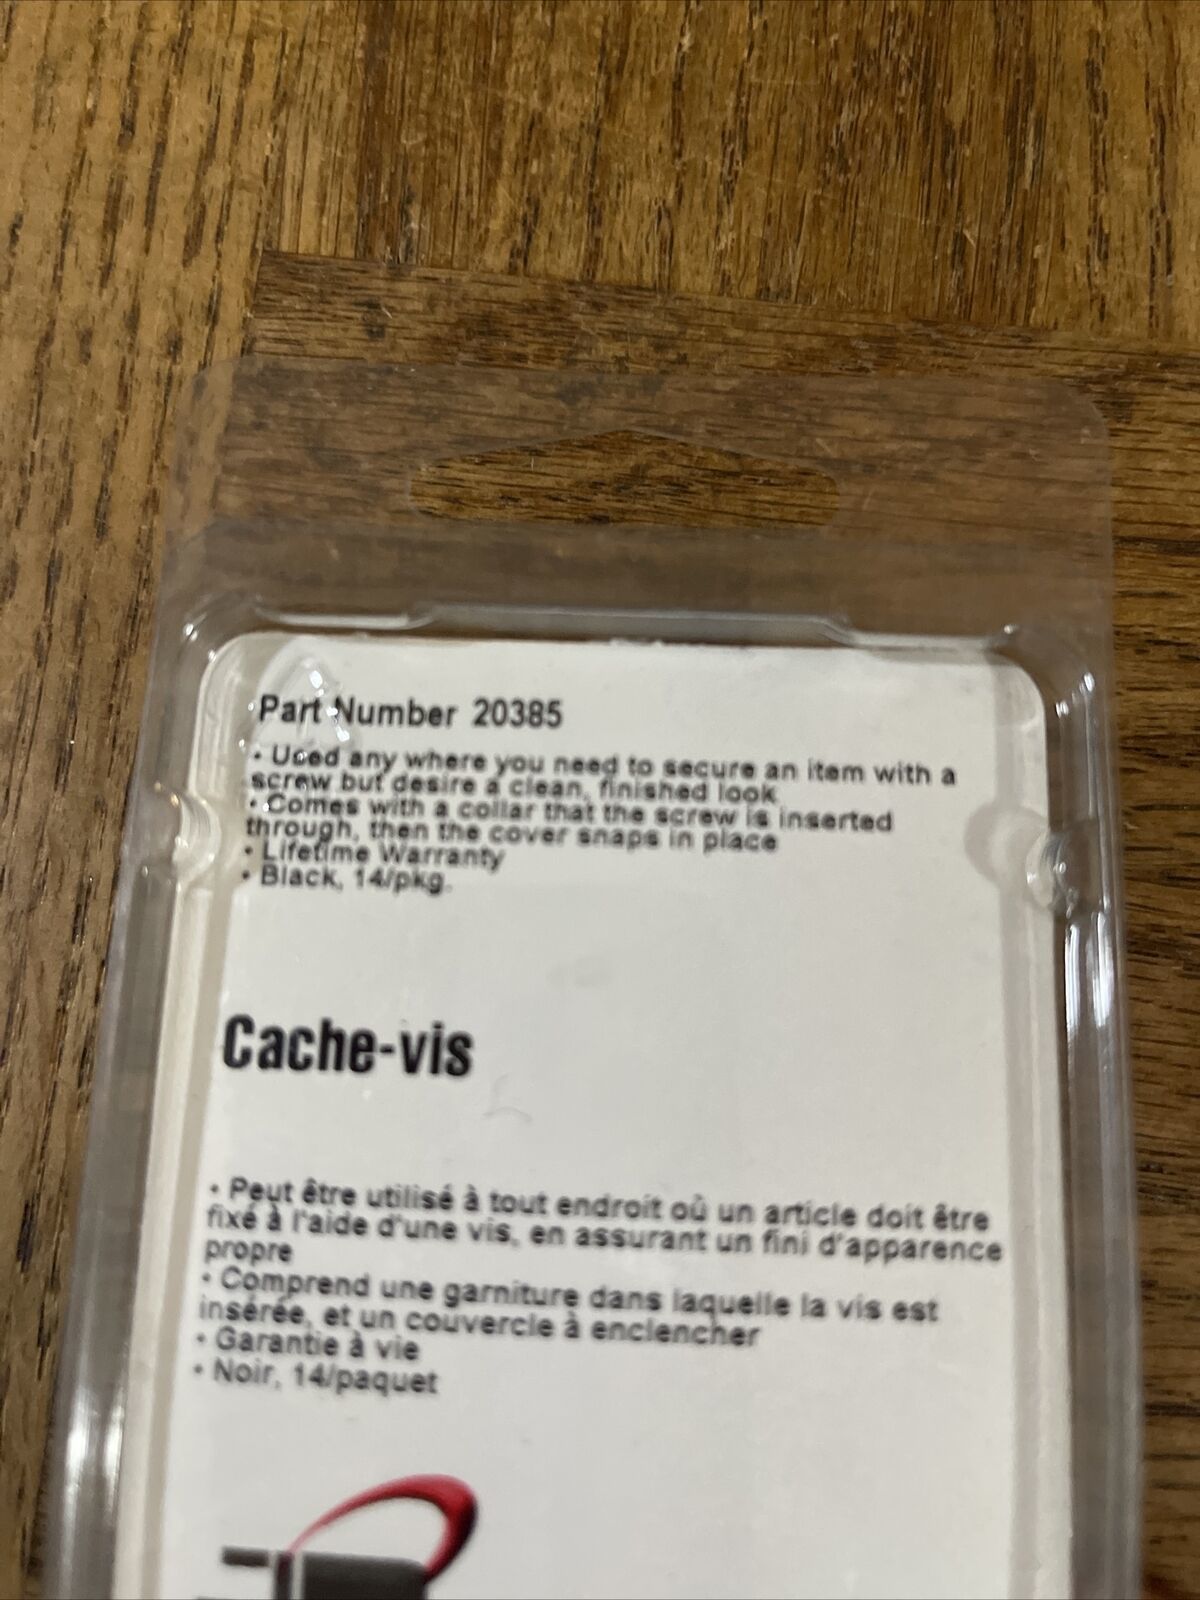 Part Number 20385
• Used any where you need to secure an item with a
screw but desire a clean, finished look
• Comes with a collar that the screw is inserted
through, then the cover snaps in place
• Lifetime Warranty
• Black, 14/pkg.
Cache-vis
• Peut être utilisé à tout endroit où un article doit être
fixé à l'aide d'une vis, en assurant un fini d'apparence
propre
• Comprend une garniture dans laquelle la vis est
insérée, et un couvercle à enclencher
• Garantie à vie
• Noir, 14/paquet